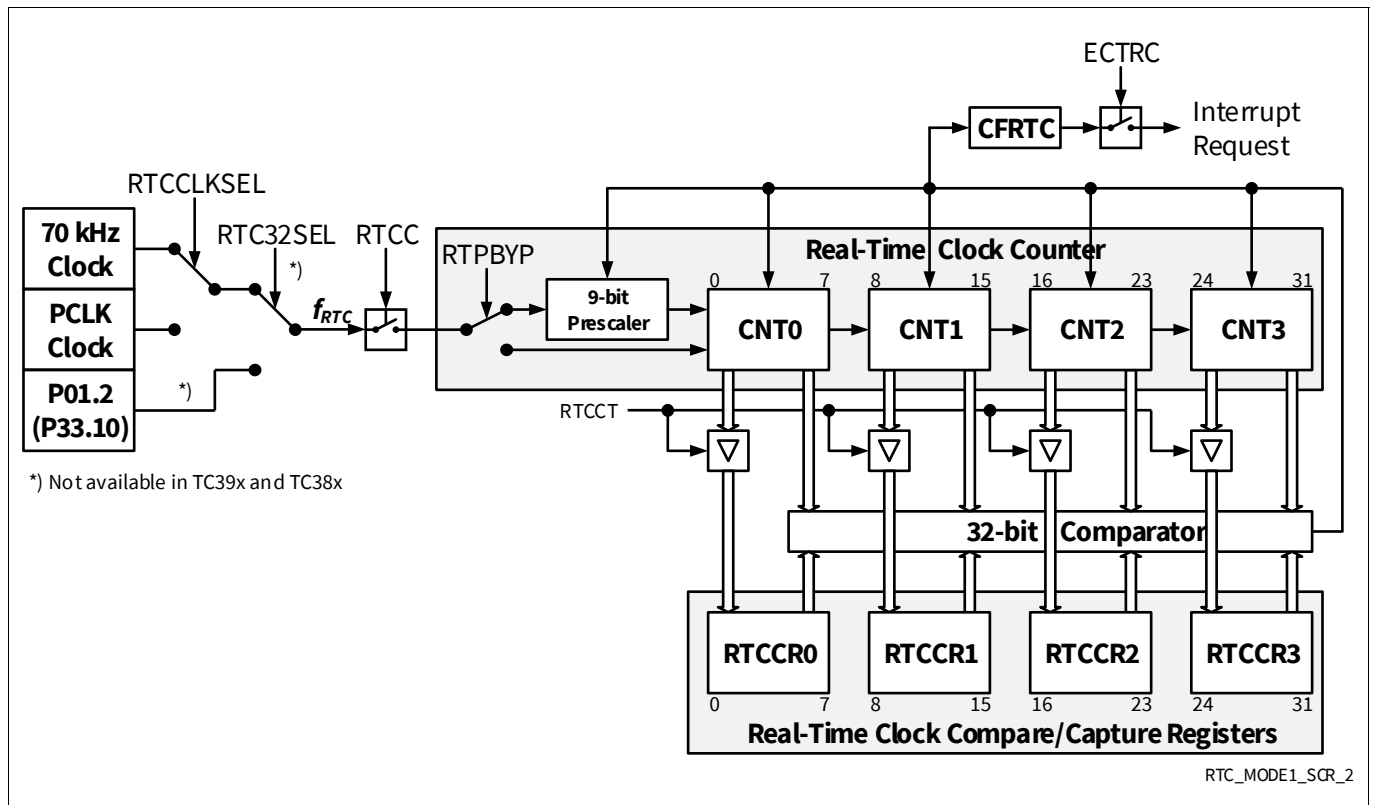 ECTRC
CFRTC
Interrupt
Request
RTCCLKSEL
70 kHz
Clock
RTC32SEL
*)
RTCC
PCLK
Clock
P01.2
(P33.10)
*)
*) Not available in TC39x and TC38x
fRTC
RTPBYP
Real-Time Clock Counter
9-bit
Prescaler
0 7 8 15 16 23 24 31
CNT0 CNT1 CNT2 CNT3
RTCCT
32-bit Comparator
RTCCR0 RTCCR1 RTCCR2 RTCCR3
0 7 8 15 16 23 24 31
Real-Time Clock Compare/Capture Registers
RTC_MODE1_SCR_2